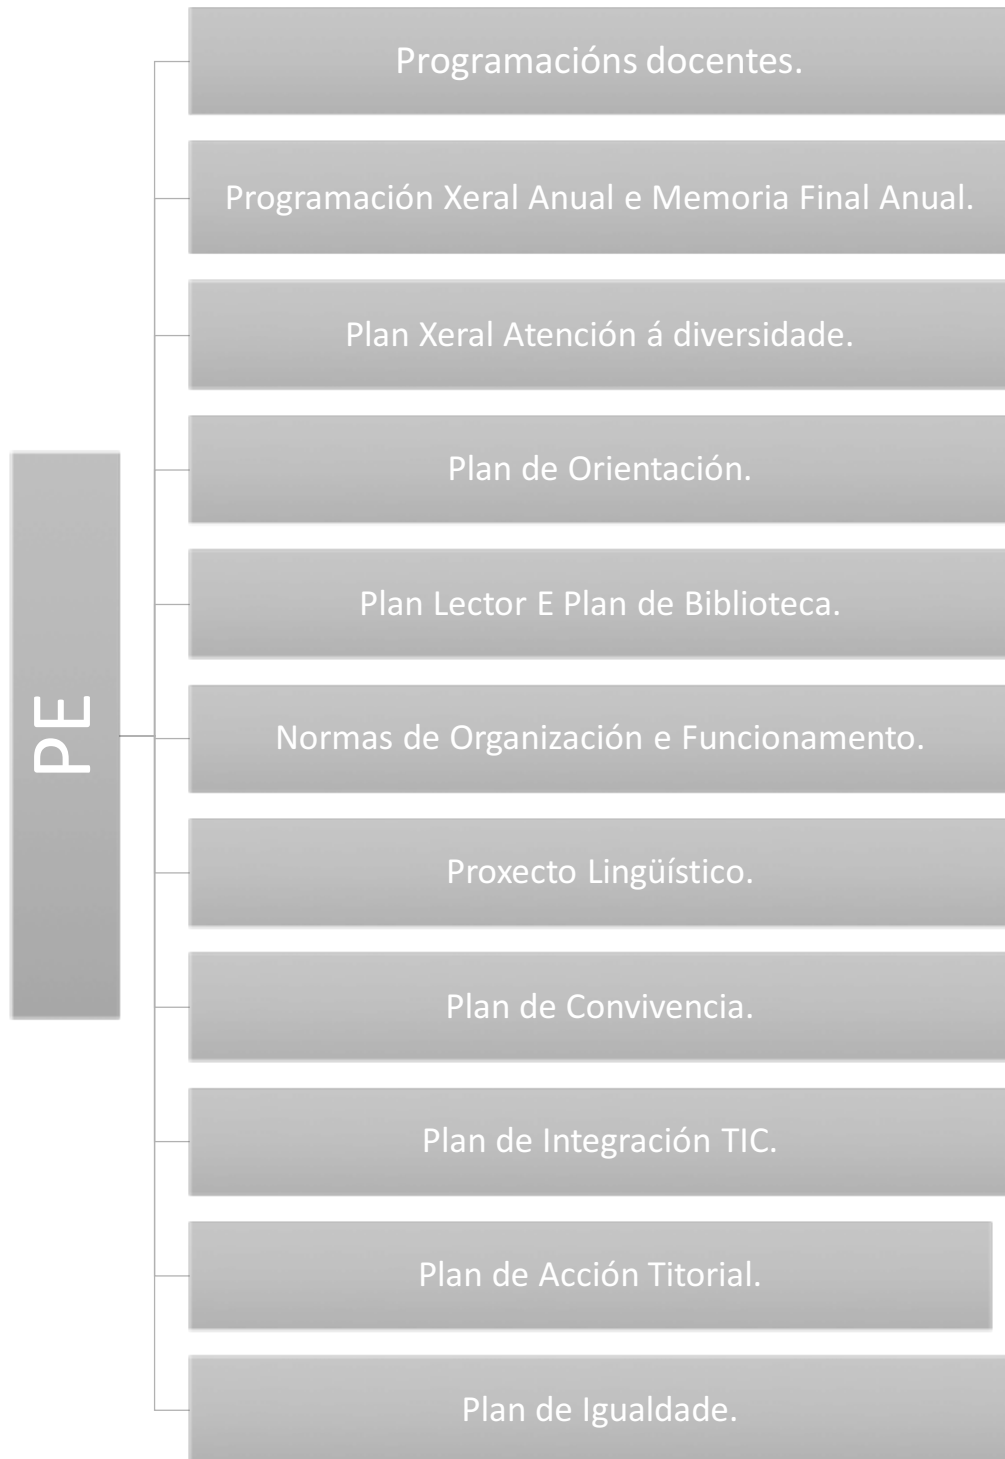 Programacións docentes.
Programación Xeral Anual e Memoria Final Anual.
Plan Xeral Atención á diversidade.
Plan de Orientación.
Plan Lector E Plan de Biblioteca.
PE
Normas de Organización e Funcionamento.
Proxecto Lingüístico.
Plan de Convivencia.
Plan de Integración TIC.
Plan de Acción Titorial.
Plan de Igualdade.